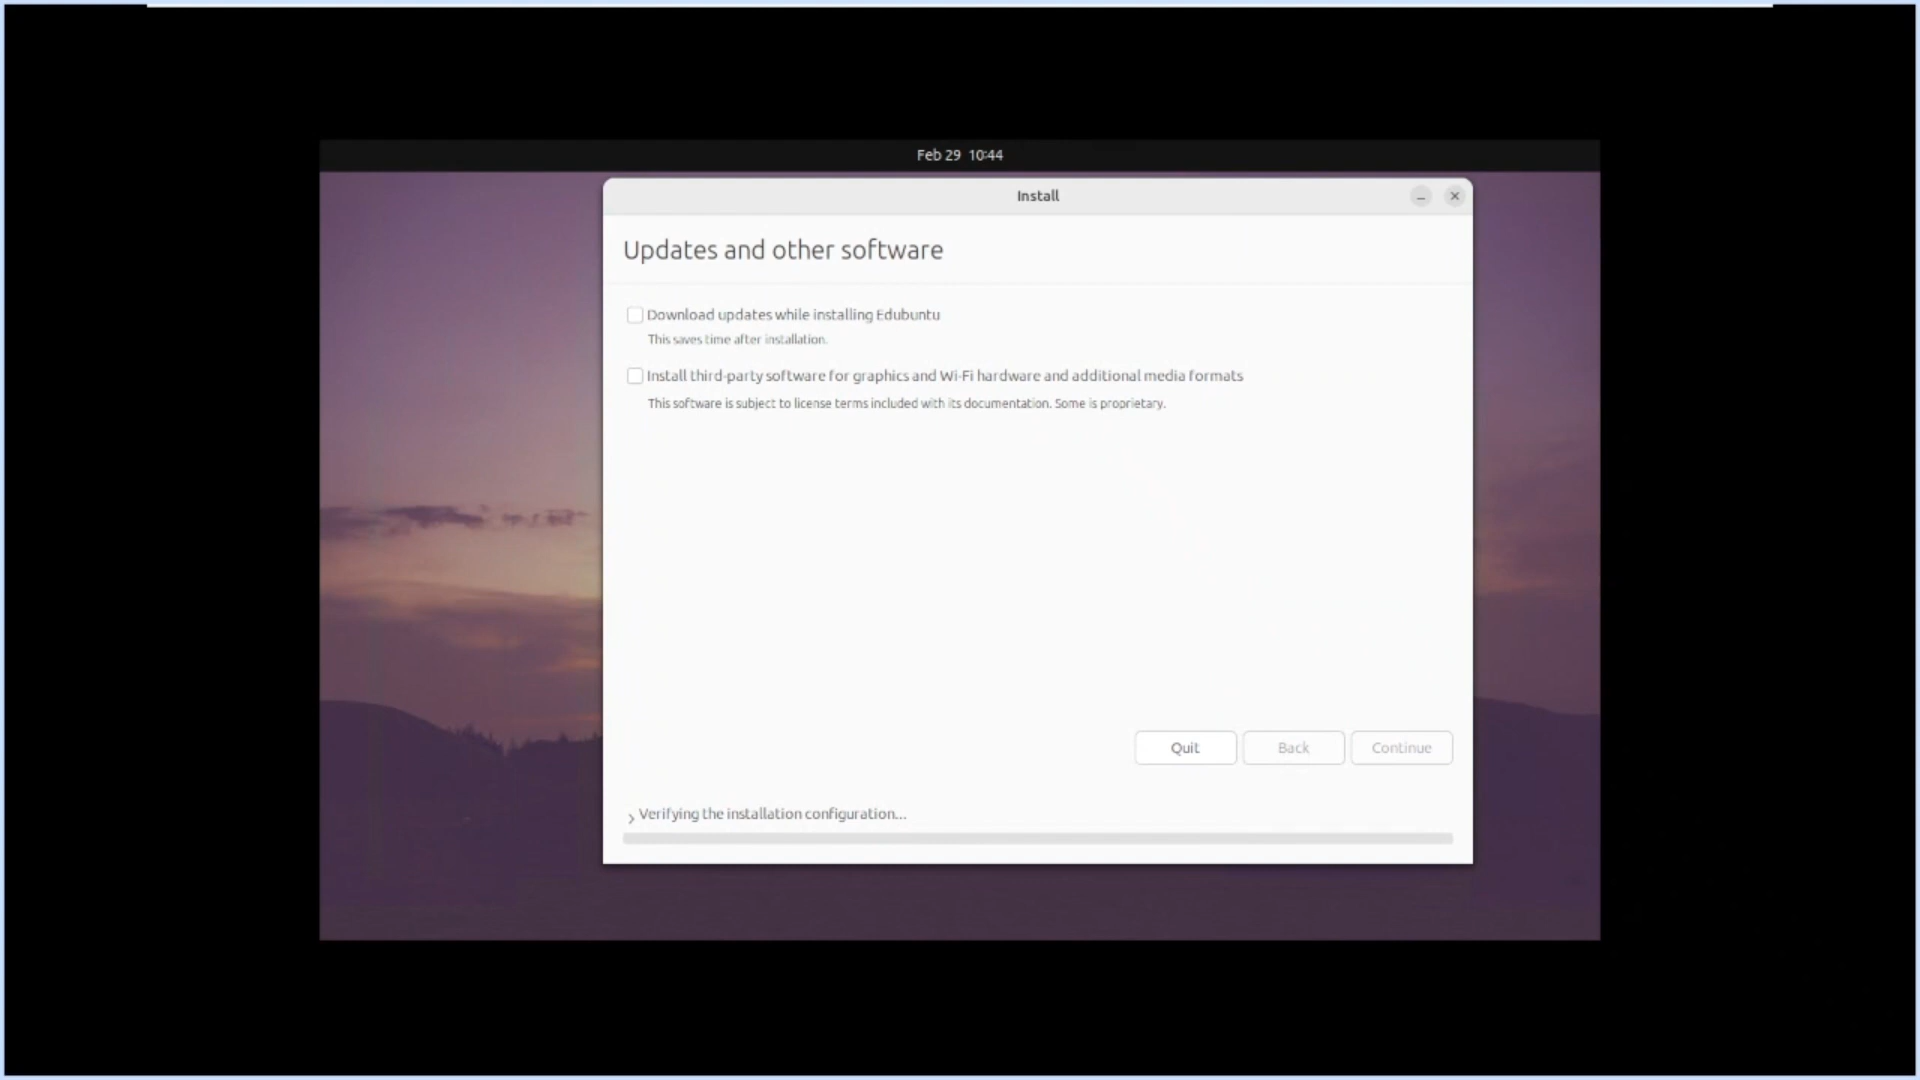 Feb 29 10:44
Install
Updates and other software
Download updates while installing Edubuntu
This saves time after installation.
Install third-party software for graphics and Wi-Fi hardware and additional media formats
This software is subject to license terms included with its documentation. Some is proprietary.
Quit
Back
Continue
Verifying the installation configuration...